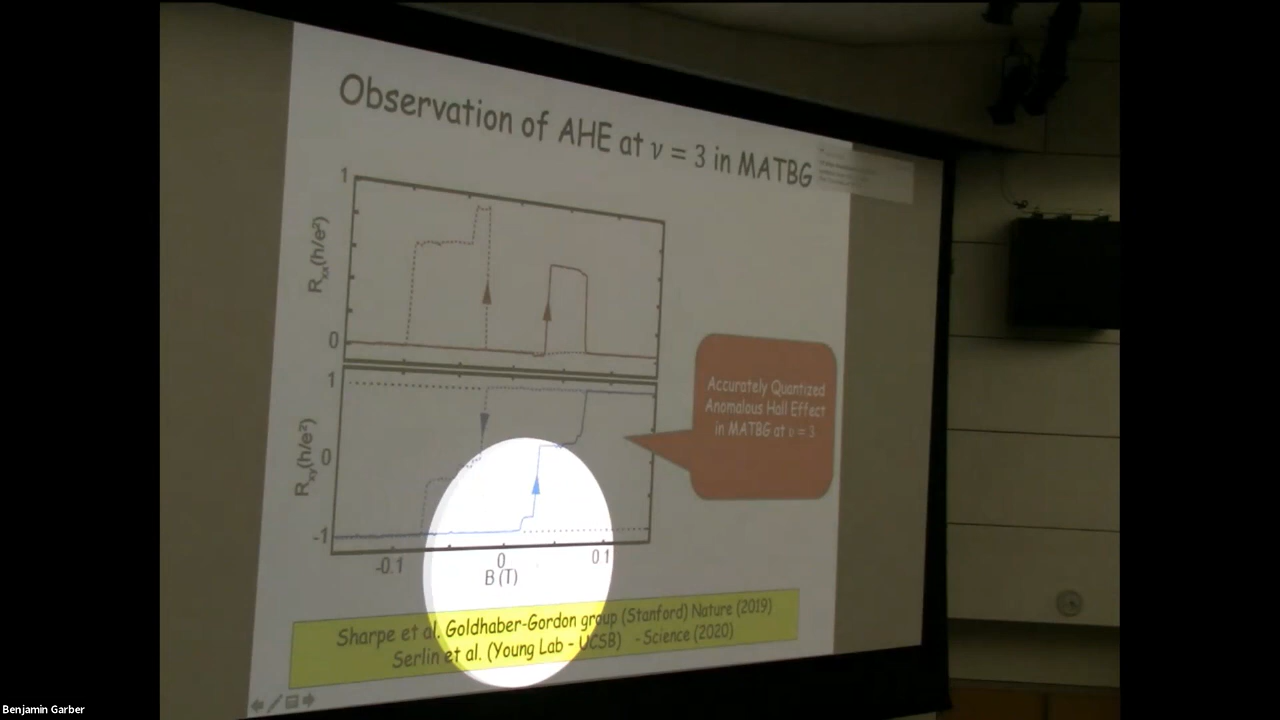 Observation of AHE at ν = 3 in MATBG
1
Rxx(h/e²)
0
1
Rxy(h/e²)
0
-1
-0.1
0
0.1
B (T)
Accurately Quantized
Anomalous Hall Effect
in MATBG at ν = 3
Sharpe et al. Goldhaber-Gordon group (Stanford) Nature (2019)
Serlin et al. (Young Lab - UCSB) - Science (2020)
Benjamin Garber